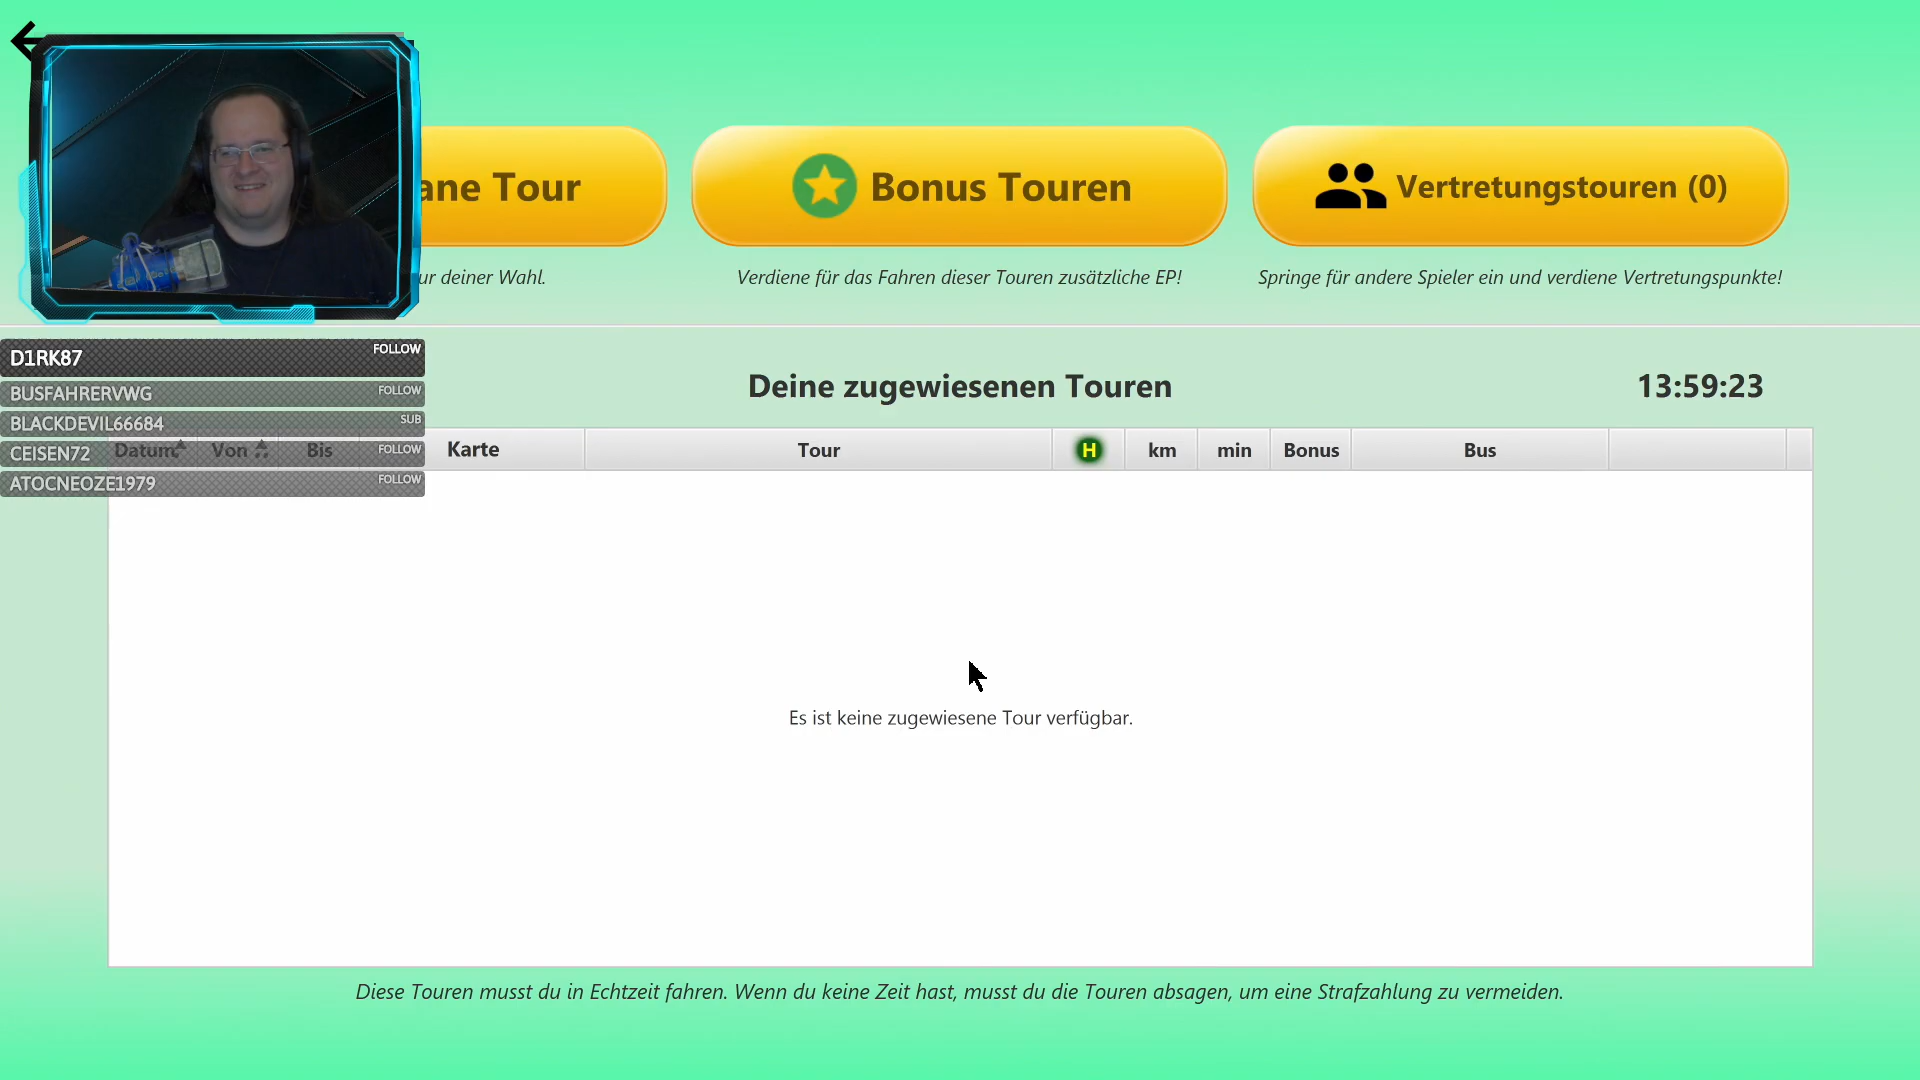 ane Tour
Bonus Touren
Vertretungstouren (0)
ur deiner Wahl.
Verdiene für das Fahren dieser Touren zusätzliche EP!
Springe für andere Spieler ein und verdiene Vertretungspunkte!
D1RK87 FOLLOW
BUSFAHRERVWG FOLLOW
BLACKDEVIL66684 SUB
CEISEN72 FOLLOW
ATOCNEOZE1979 FOLLOW
Deine zugewiesenen Touren
13:59:23
Datum Von Bis Karte Tour H km min Bonus Bus
Es ist keine zugewiesene Tour verfügbar.
Diese Touren musst du in Echtzeit fahren. Wenn du keine Zeit hast, musst du die Touren absagen, um eine Strafzahlung zu vermeiden.